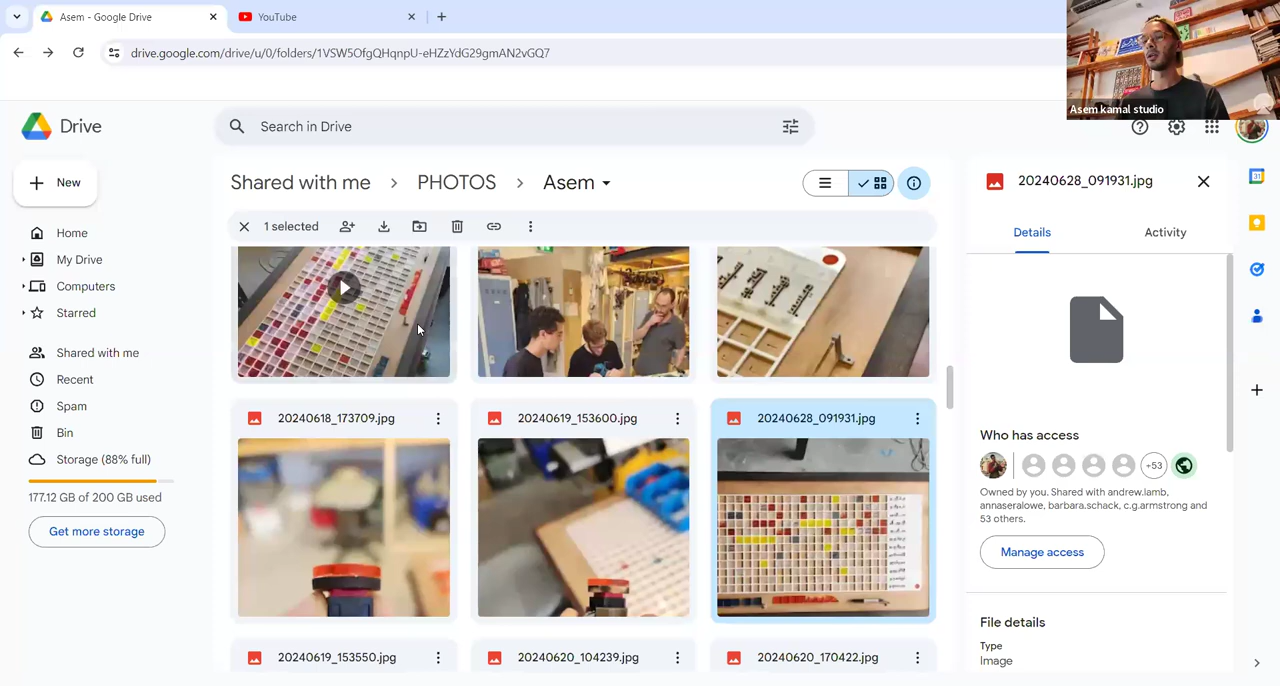 Asem - Google Drive
YouTube
drive.google.com/drive/u/0/folders/1VSW5OfgQHqnpU-eHZzYdG29gmAN2vGQ7
Asem kamal studio
Drive
Search in Drive
New
Shared with me > PHOTOS > Asem
1 selected
20240628_091931.jpg
Home
My Drive
Computers
Starred
Shared with me
Recent
Spam
Bin
Storage (88% full)
177.12 GB of 200 GB used
Get more storage
20240618_173709.jpg
20240619_153600.jpg
20240628_091931.jpg
20240619_153550.jpg
20240620_104239.jpg
20240620_170422.jpg
Details
Activity
Who has access
+53
Owned by you. Shared with andrew.lamb,
annaseralowe, barbara.schack, c.g.armstrong and
53 others.
Manage access
File details
Type
Image
31